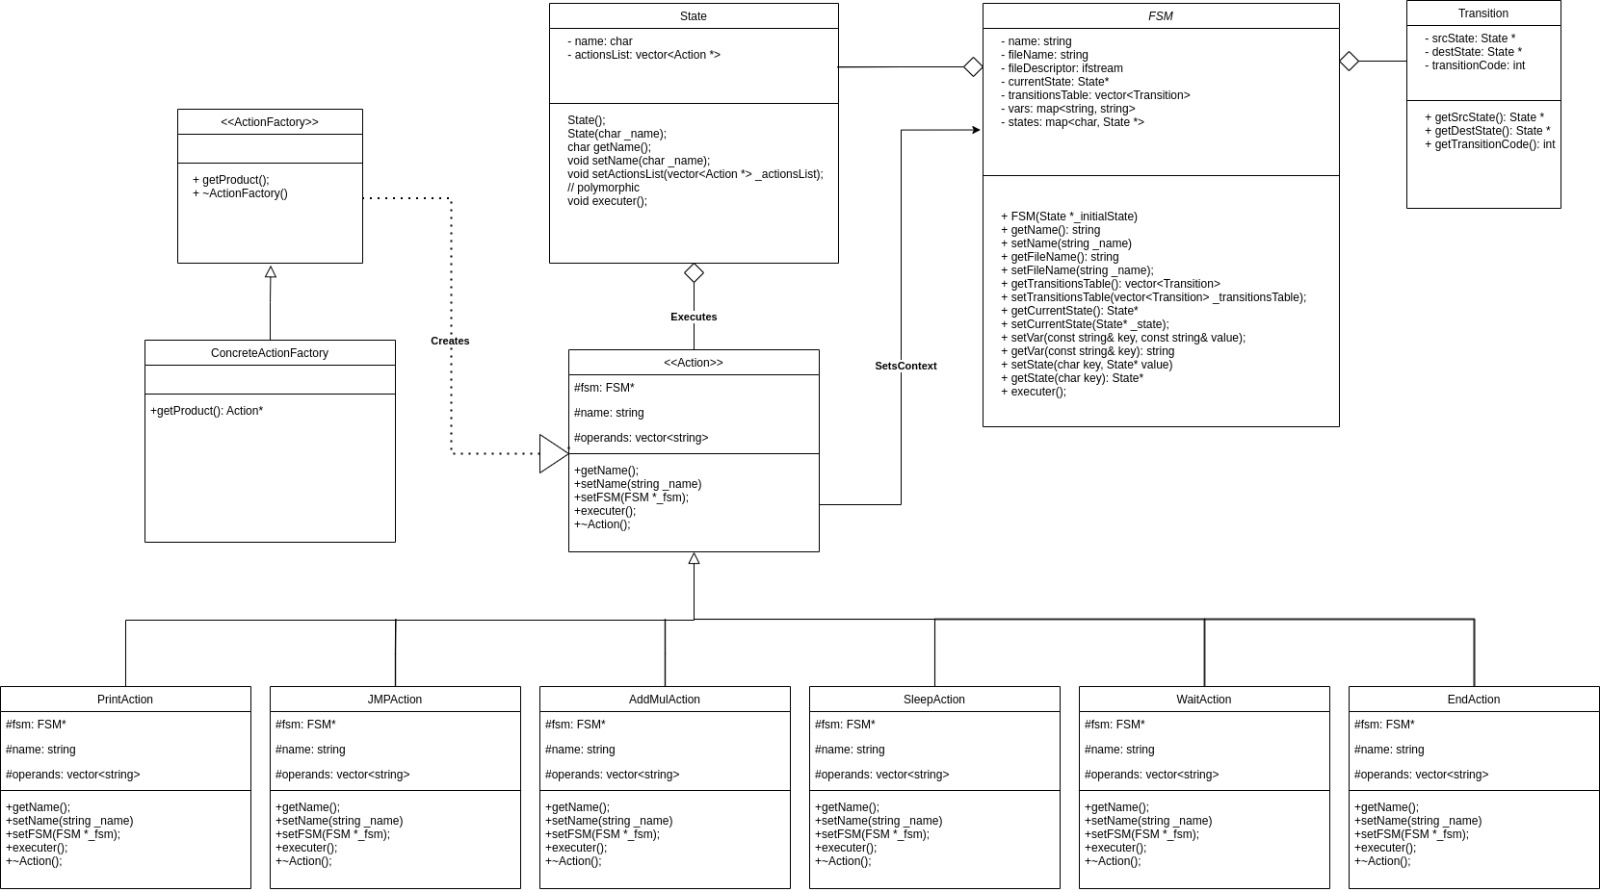 State
- name: char
- actionsList: vector<Action *>
State();
State(char _name);
char getName();
void setName(char _name);
void setActionsList(vector<Action *> _actionsList);
// polymorphic
void executer();
FSM
- name: string
- fileName: string
- fileDescriptor: ifstream
- currentState: State*
- transitionsTable: vector<Transition>
- vars: map<string, string>
- states: map<char, State *>
+ FSM(State *_initialState)
+ getName(): string
+ setName(string _name)
+ getFileName(): string
+ setFileName(string _name);
+ getTransitionsTable(): vector<Transition>
+ setTransitionsTable(vector<Transition> _transitionsTable);
+ getCurrentState(): State*
+ setCurrentState(State* _state);
+ setVar(const string& key, const string& value);
+ getVar(const string& key): string
+ setState(char key, State* value)
+ getState(char key): State*
+ executer();
Transition
- srcState: State *
- destState: State *
- transitionCode: int
+ getSrcState(): State *
+ getDestState(): State *
+ getTransitionCode(): int
<<ActionFactory>>
+ getProduct();
+ ~ActionFactory()
ConcreteActionFactory
+getProduct(): Action*
Creates
Executes
SetsContext
<<Action>>
#fsm: FSM*
#name: string
#operands: vector<string>
+getName();
+setName(string _name)
+setFSM(FSM *_fsm);
+executer();
+~Action();
PrintAction
#fsm: FSM*
#name: string
#operands: vector<string>
+getName();
+setName(string _name)
+setFSM(FSM *_fsm);
+executer();
+~Action();
JMPAction
#fsm: FSM*
#name: string
#operands: vector<string>
+getName();
+setName(string _name)
+setFSM(FSM *_fsm);
+executer();
+~Action();
AddMulAction
#fsm: FSM*
#name: string
#operands: vector<string>
+getName();
+setName(string _name)
+setFSM(FSM *_fsm);
+executer();
+~Action();
SleepAction
#fsm: FSM*
#name: string
#operands: vector<string>
+getName();
+setName(string _name)
+setFSM(FSM *_fsm);
+executer();
+~Action();
WaitAction
#fsm: FSM*
#name: string
#operands: vector<string>
+getName();
+setName(string _name)
+setFSM(FSM *_fsm);
+executer();
+~Action();
EndAction
#fsm: FSM*
#name: string
#operands: vector<string>
+getName();
+setName(string _name)
+setFSM(FSM *_fsm);
+executer();
+~Action();